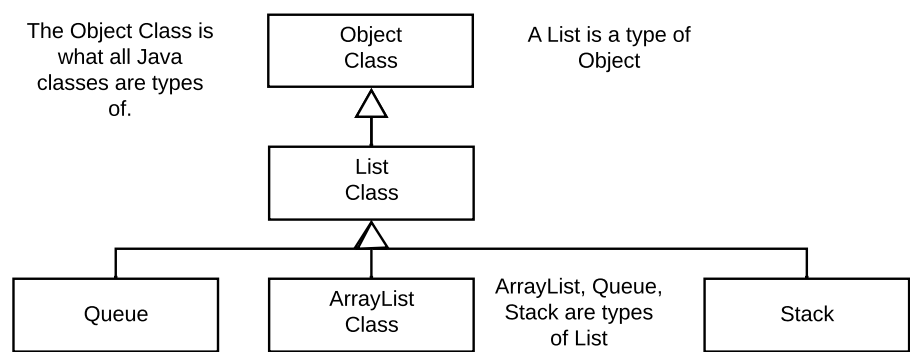 The Object Class is
what all Java
classes are types
of.
Object
Class
A List is a type of
Object
List
Class
Queue
ArrayList
Class
ArrayList, Queue,
Stack are types
of List
Stack